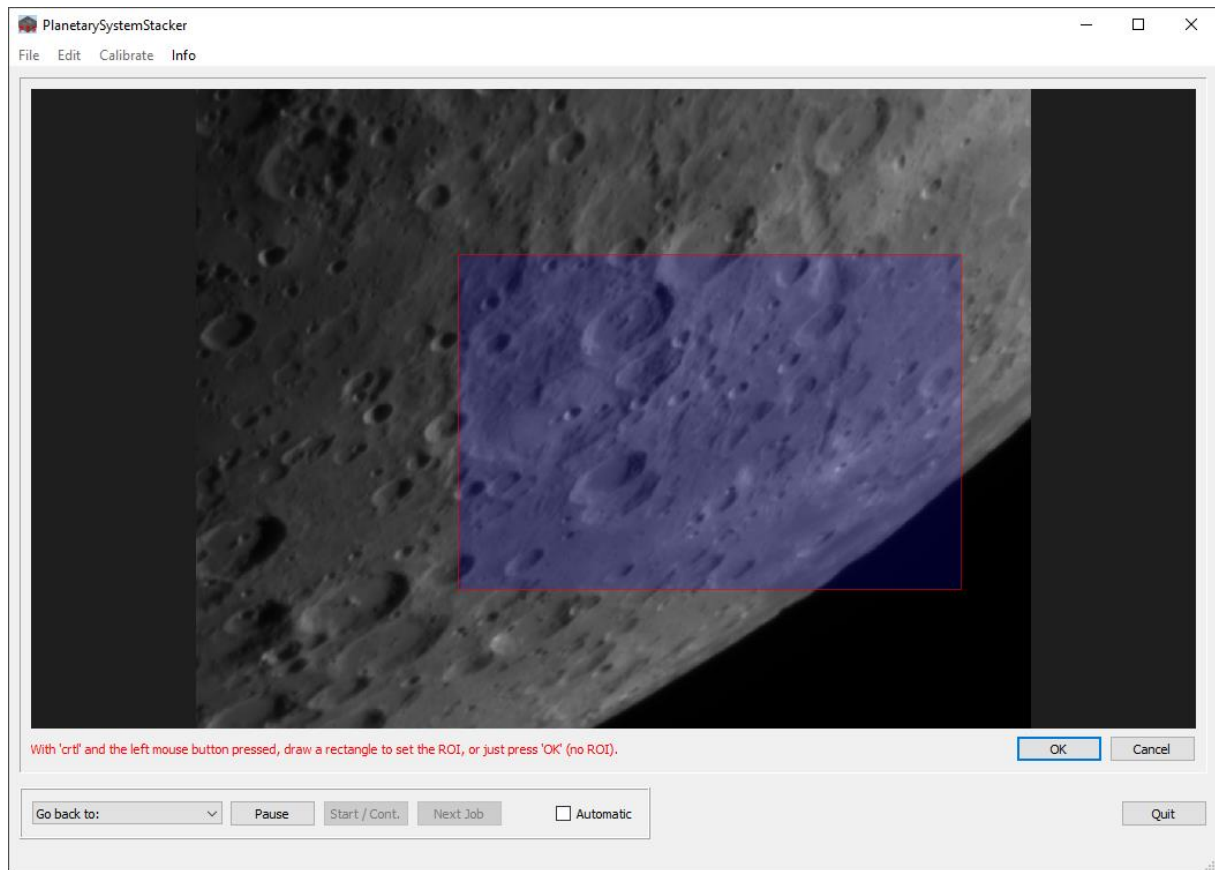 PlanetarySystemStacker
File Edit Calibrate Info
With 'crtl' and the left mouse button pressed, draw a rectangle to set the ROI, or just press 'OK' (no ROI).
OK Cancel
Go back to: Pause Start / Cont. Next Job Automatic Quit